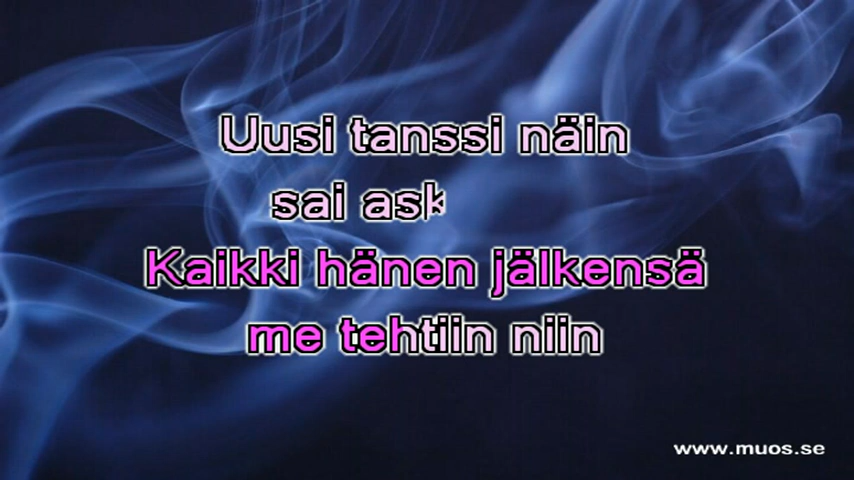 Uusi tanssi näin
sai ask
Kaikki hänen jälkensä
me tehtiin niin
www.muos.se